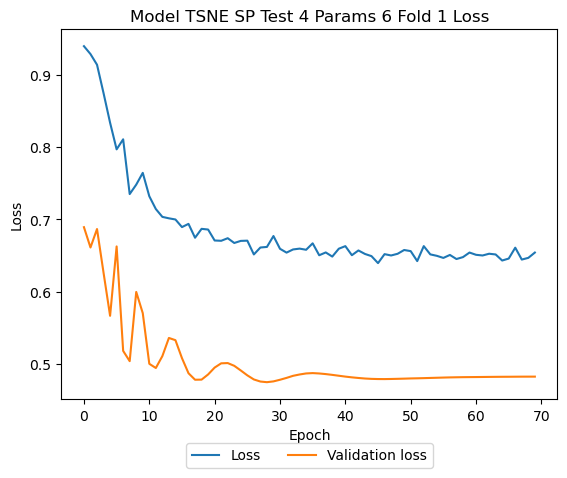 Model TSNE SP Test 4 Params 6 Fold 1 Loss
0.9
0.8
0.7
0.6
0.5
Loss
0 10 20 30 40 50 60 70
Epoch
Loss Validation loss